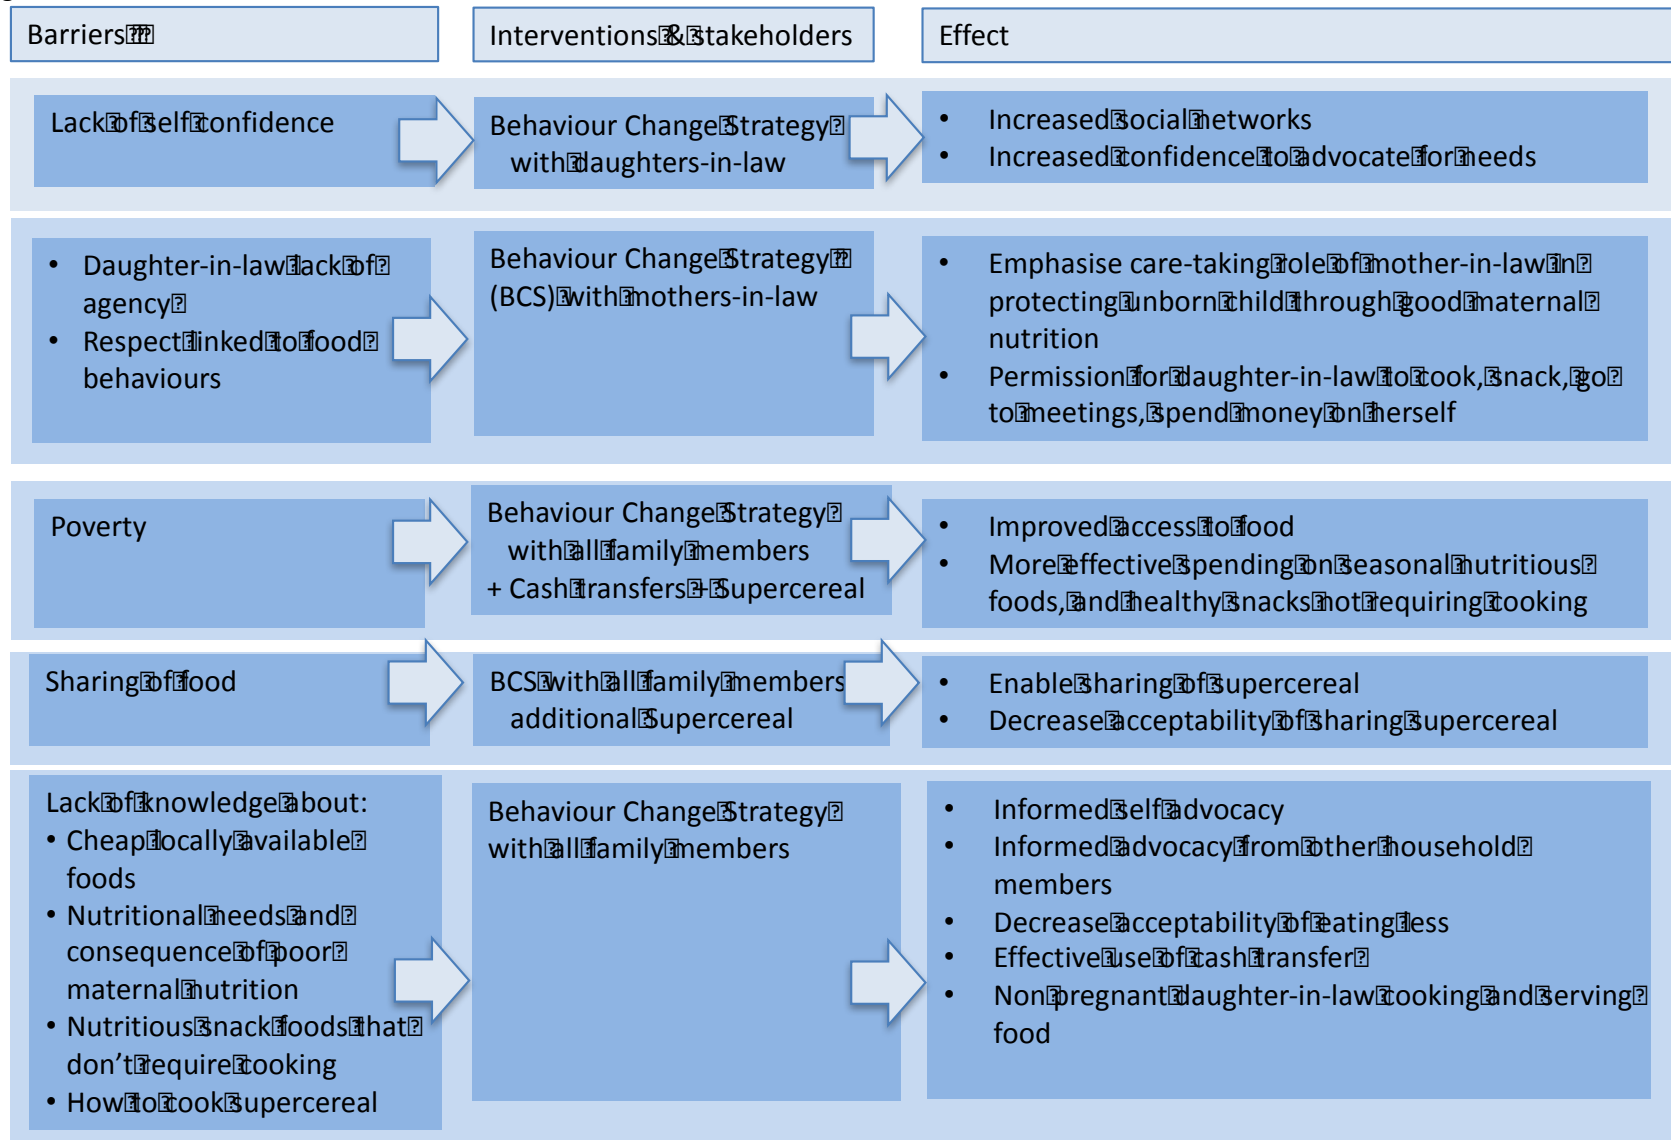 Barriers
Interventions & stakeholders
Effect
Lack of self confidence
Behaviour Change Strategy
with daughters-in-law
• Increased social networks
• Increased confidence to advocate for needs
• Daughter-in-law lack of
agency
• Respect linked to food
behaviours
Behaviour Change Strategy
(BCS) with mothers-in-law
• Emphasise care-taking role of mother-in-law in
protecting unborn child through good maternal
nutrition
• Permission for daughter-in-law to cook, snack, go
to meetings, spend money on herself
Poverty
Behaviour Change Strategy
with all family members
+ Cash transfers + Supercereal
• Improved access to food
• More effective spending on seasonal nutritious
foods, and healthy snacks not requiring cooking
Sharing of food
BCS with all family members
additional Supercereal
• Enable sharing of supercereal
• Decrease acceptability of sharing supercereal
Lack of knowledge about:
• Cheap locally available
foods
• Nutritional needs and
consequence of poor
maternal nutrition
• Nutritious snack foods that
don’t require cooking
• How to cook supercereal
Behaviour Change Strategy
with all family members
• Informed self advocacy
• Informed advocacy from other household
members
• Decrease acceptability of eating less
• Effective use of cash transfer
• Non pregnant daughter-in-law cooking and serving
food